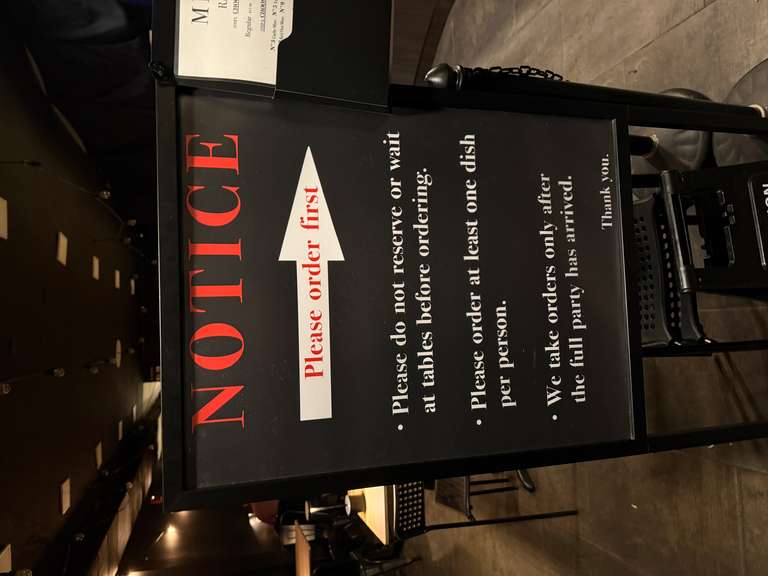 NOTICE
Please order first
• Please do not reserve or wait
at tables before ordering.
• Please order at least one dish
per person.
• We take orders only after
the full party has arrived.
Thank you.